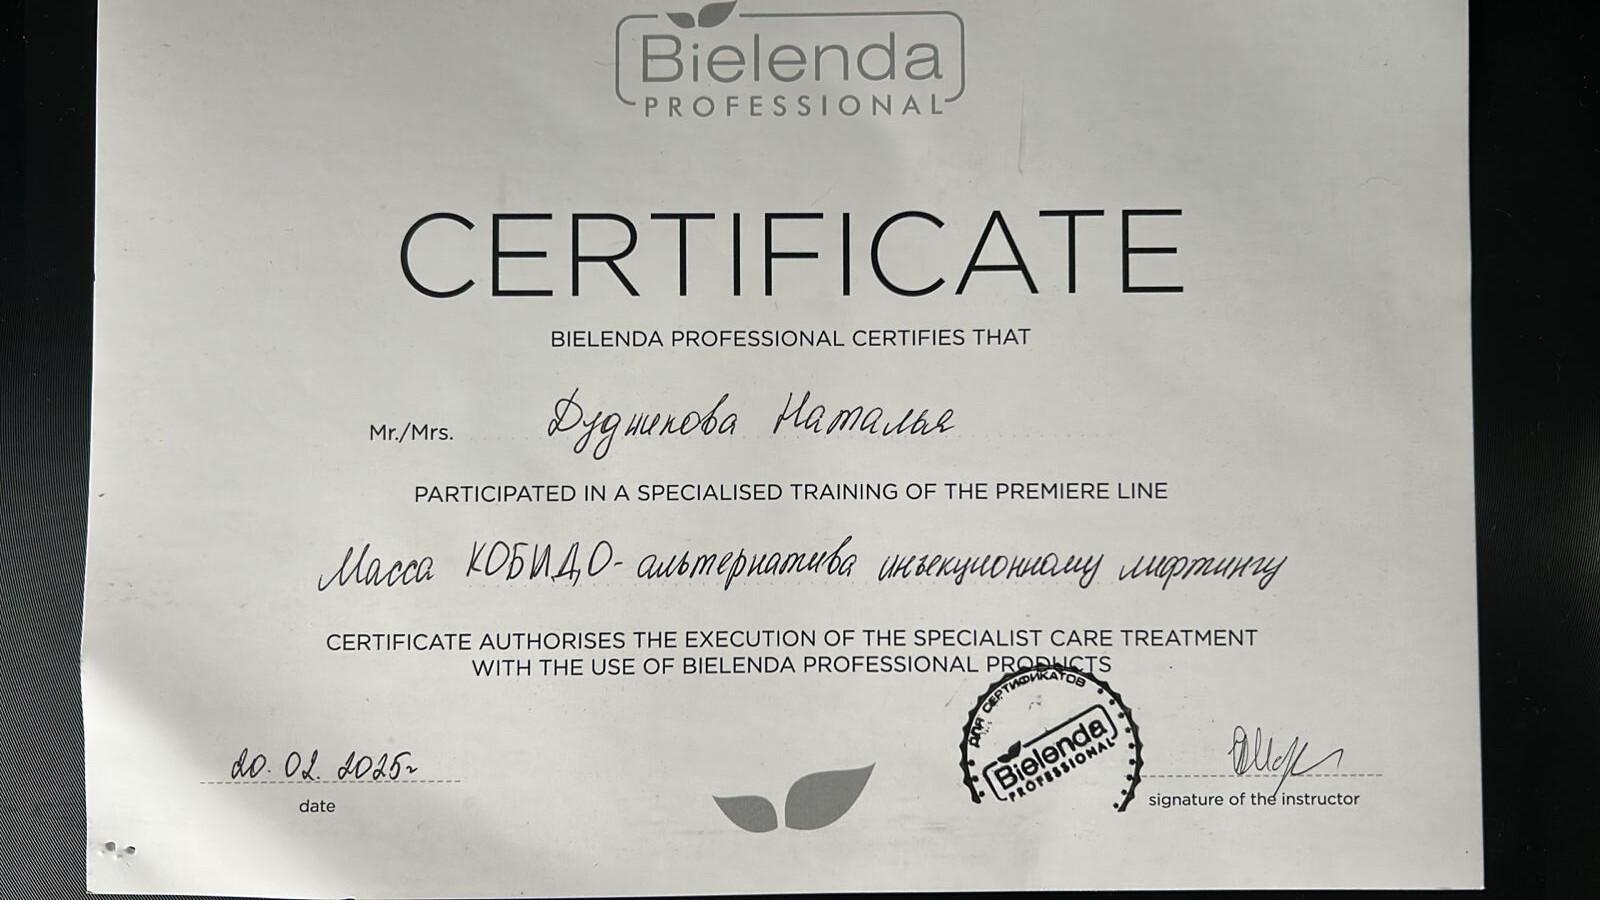 Bielenda
PROFESSIONAL
CERTIFICATE
BIELENDA PROFESSIONAL CERTIFIES THAT
Mr./Mrs. Дудникова Наталья
PARTICIPATED IN A SPECIALISED TRAINING OF THE PREMIERE LINE
Масса КОБИДО - альтернатива инъекционному лифтингу
CERTIFICATE AUTHORISES THE EXECUTION OF THE SPECIALIST CARE TREATMENT
WITH THE USE OF BIELENDA PROFESSIONAL PRODUCTS
ДЛЯ СЕРТИФИКАТОВ
Bielenda
PROFESSIONAL
20.02.2025г
date
signature of the instructor